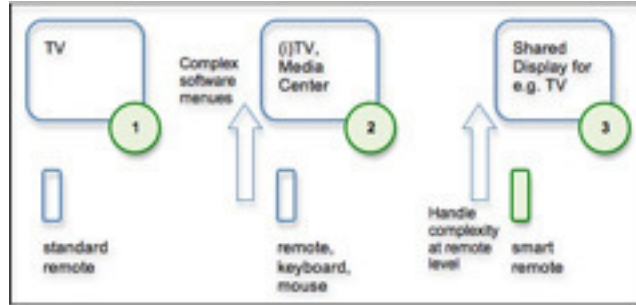 TV
1
standard
remote
Complex
software
menues
(i)TV,
Media
Center
2
remote,
keyboard,
mouse
Shared
Display for
e.g. TV
3
Handle
complexity
at remote
level
smart
remote